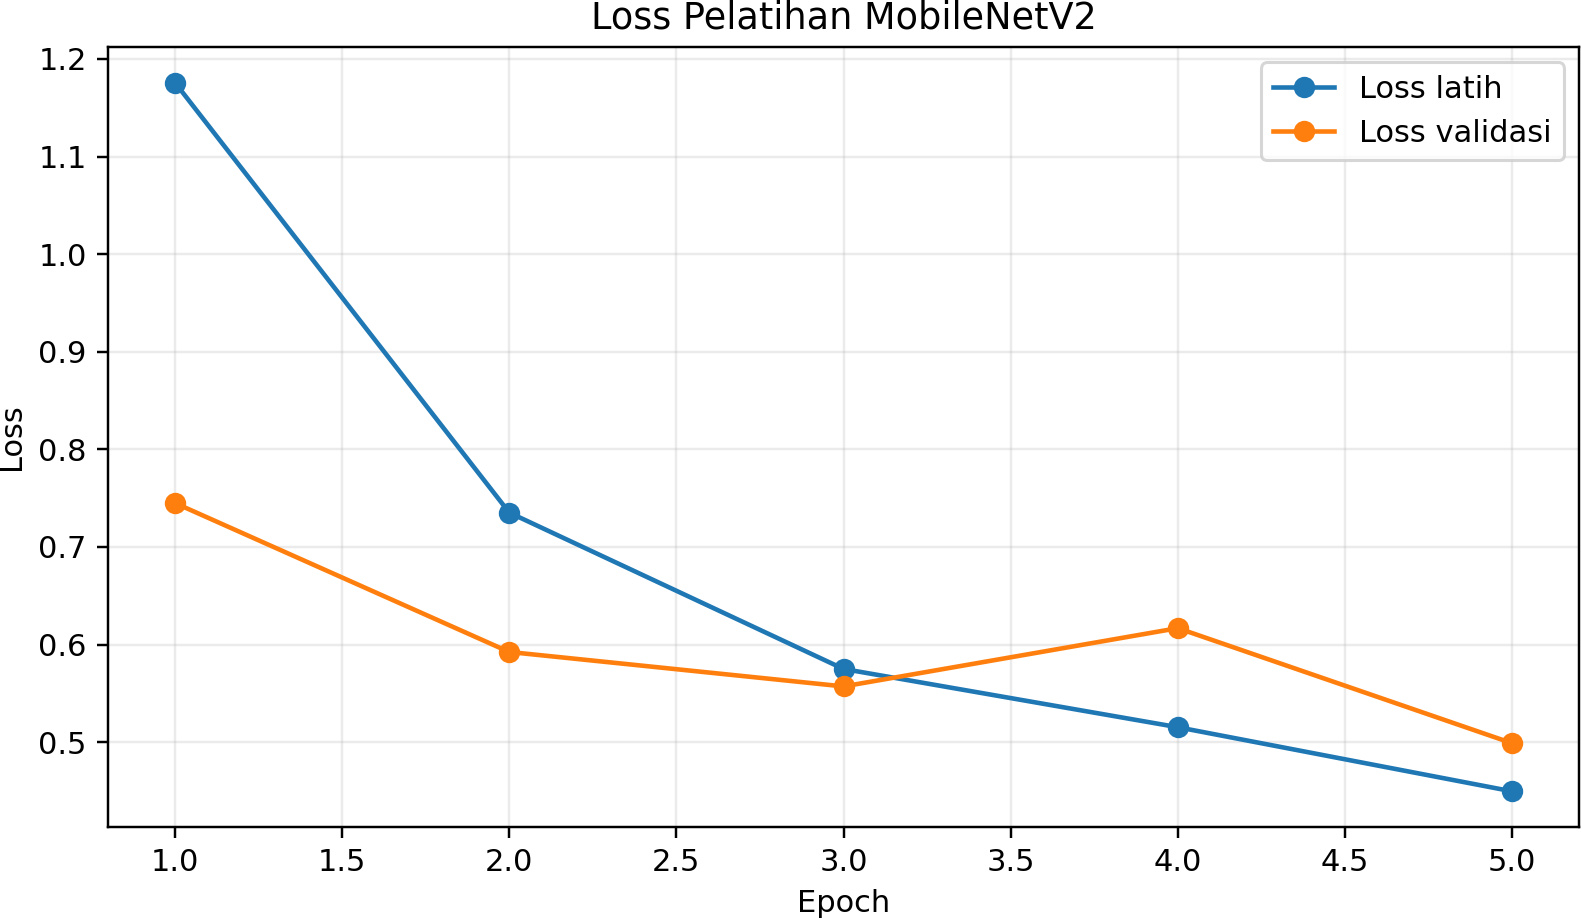 Loss Pelatihan MobileNetV2
Loss latih
Loss validasi
1.2
1.1
1.0
0.9
0.8
0.7
0.6
0.5
Loss
1.0 1.5 2.0 2.5 3.0 3.5 4.0 4.5 5.0
Epoch